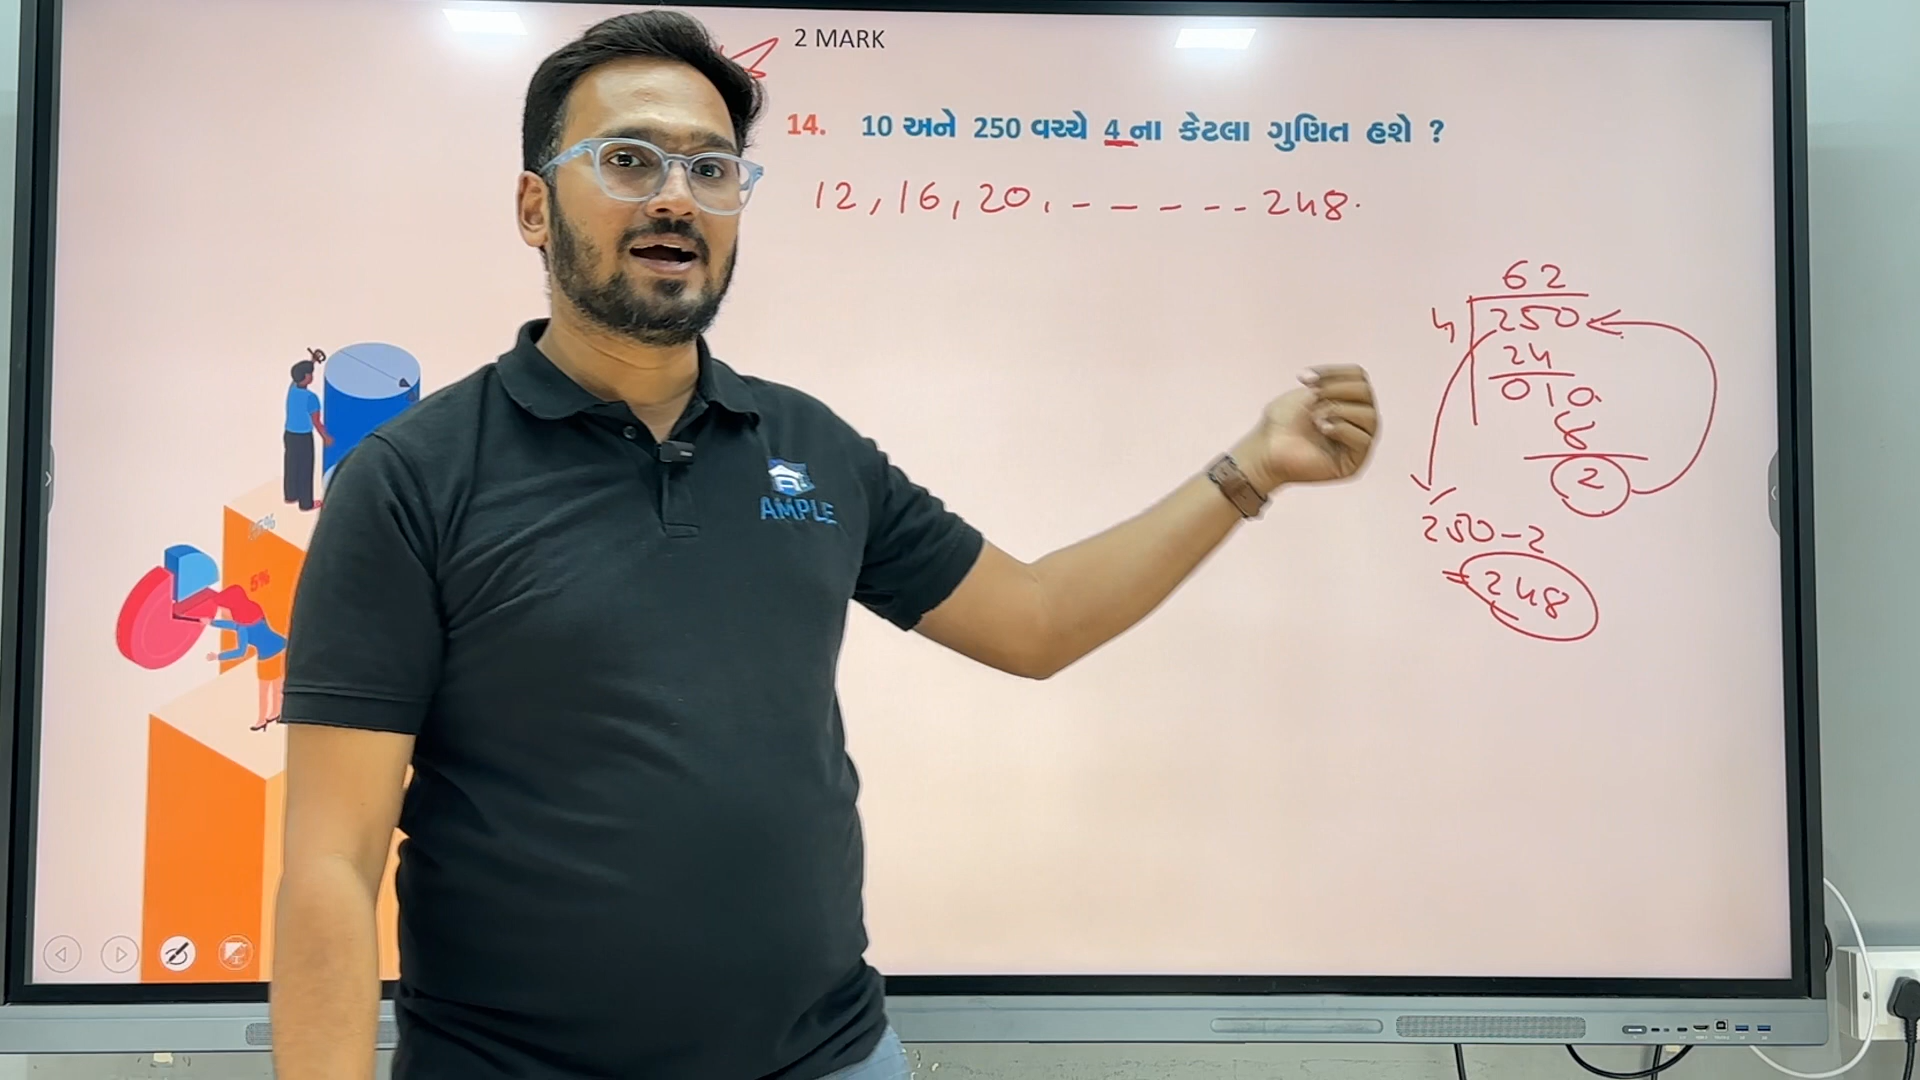 2 MARK
14. 10 અને 250 વચ્ચે 4 ના કેટલા ગુણિત હશે ?
12, 16, 20, - - - - - - 248.
62
4 250
24
010
8
2
250-2
=248
AMPLE
5%